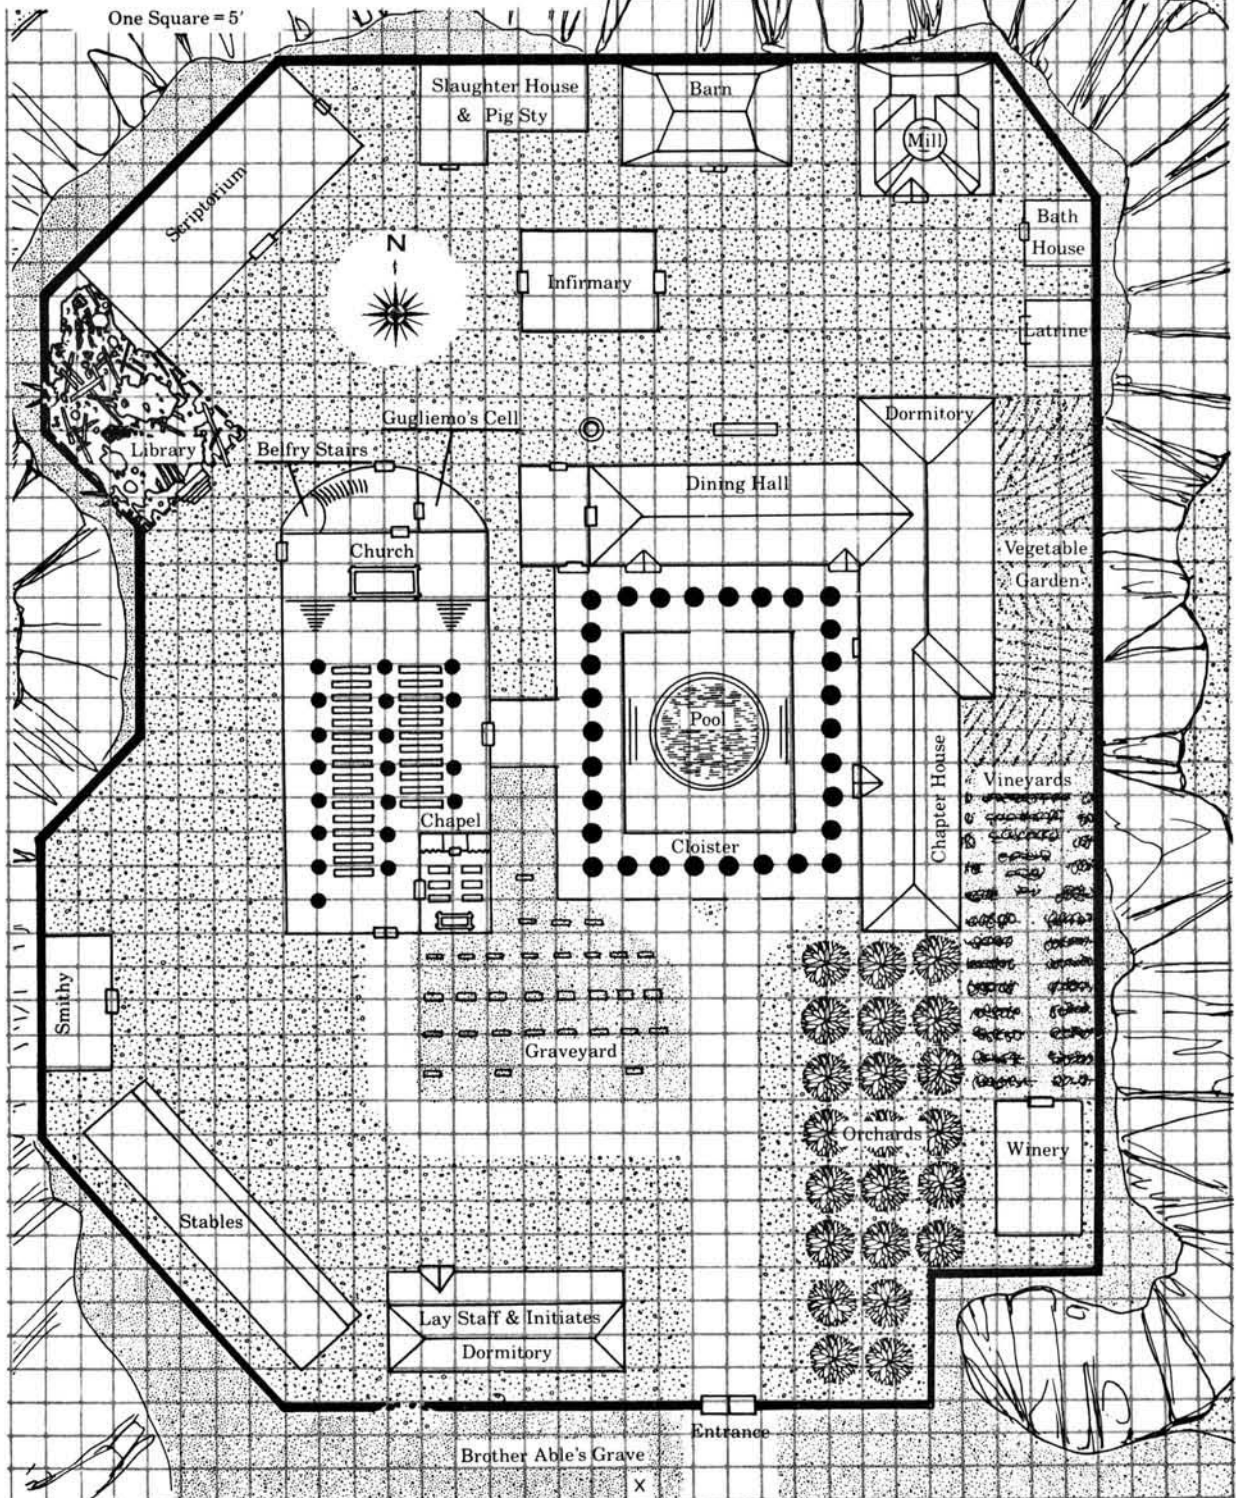 One Square = 5'
Slaughter House
& Pig Sty
Barn
Mill
Scriptorium
Bath
House
N
Infirmary
Latrine
Gugliemo's Cell
Dormitory
Belfry Stairs
Library
Dining Hall
Church
Vegetable
Garden
Pool
Chapter House
Vineyards
Chapel
Cloister
Smithy
Graveyard
Orchards
Winery
Stables
Lay Staff & Initiates
Dormitory
Entrance
Brother Able's Grave
X